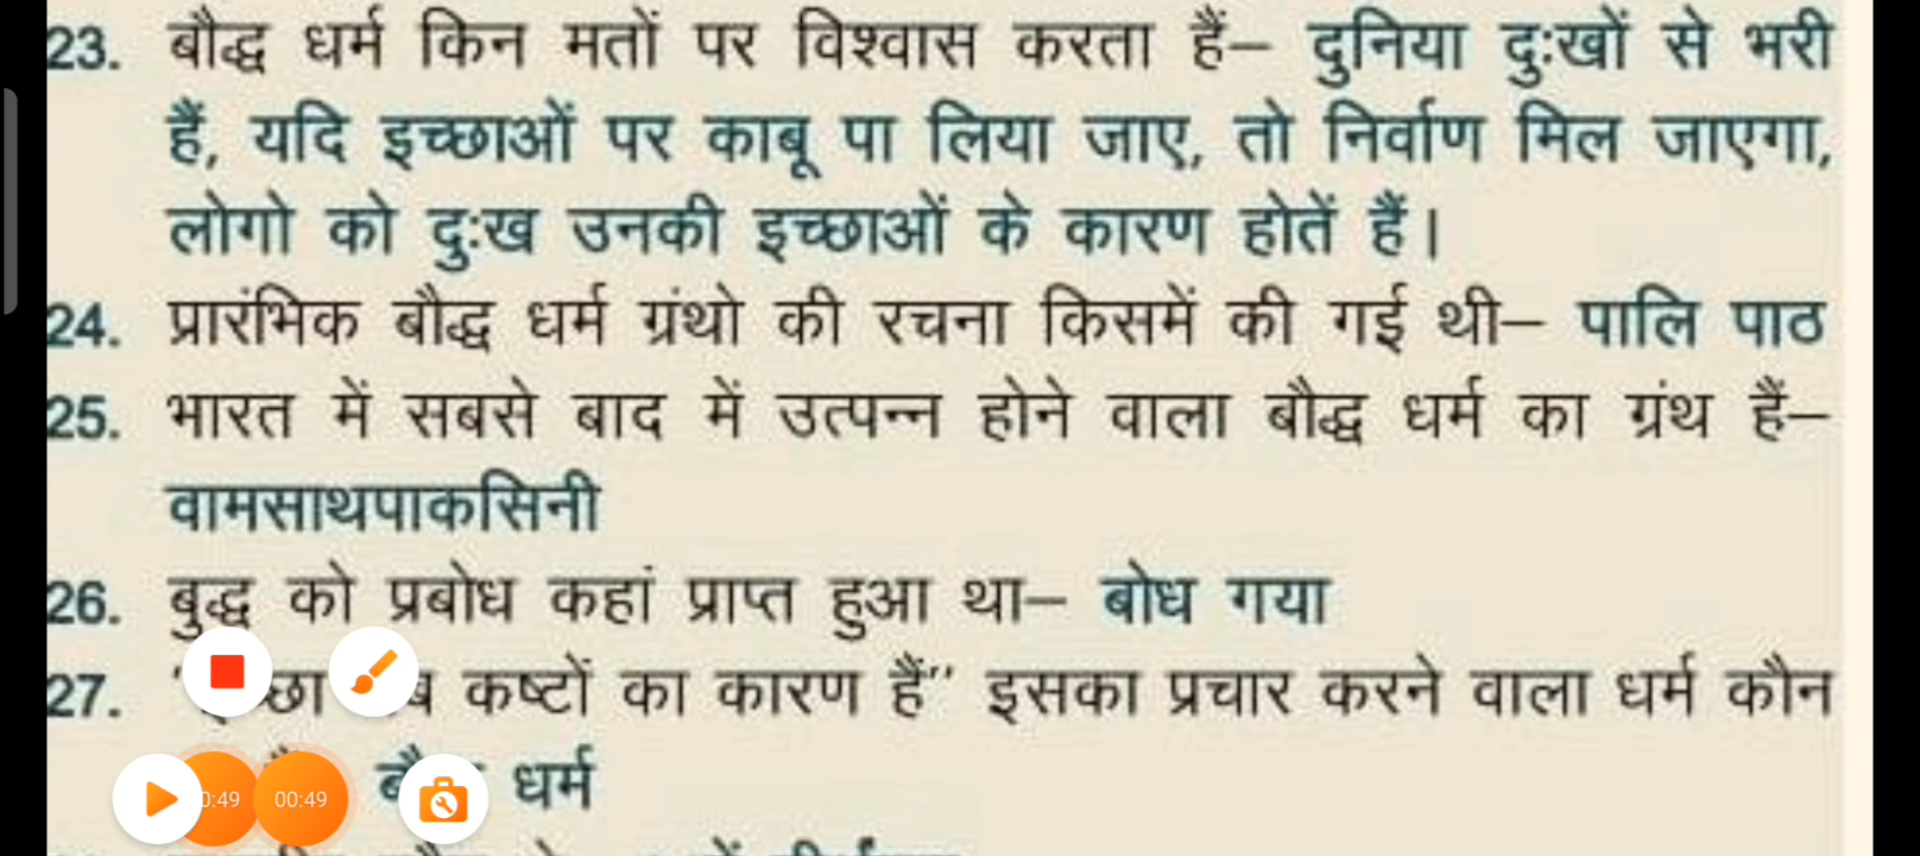 23. बौद्ध धर्म किन मतों पर विश्वास करता हैं– दुनिया दुःखों से भरी
हैं, यदि इच्छाओं पर काबू पा लिया जाए, तो निर्वाण मिल जाएगा,
लोगो को दुःख उनकी इच्छाओं के कारण होतें हैं।
24. प्रारंभिक बौद्ध धर्म ग्रंथो की रचना किसमें की गई थी– पालि पाठ
25. भारत में सबसे बाद में उत्पन्न होने वाला बौद्ध धर्म का ग्रंथ हैं–
वामसाथपाकसिनी
26. बुद्ध को प्रबोध कहां प्राप्त हुआ था– बोध गया
27. कष्टों का कारण हैं" इसका प्रचार करने वाला धर्म कौन
धर्म
0:49 00:49